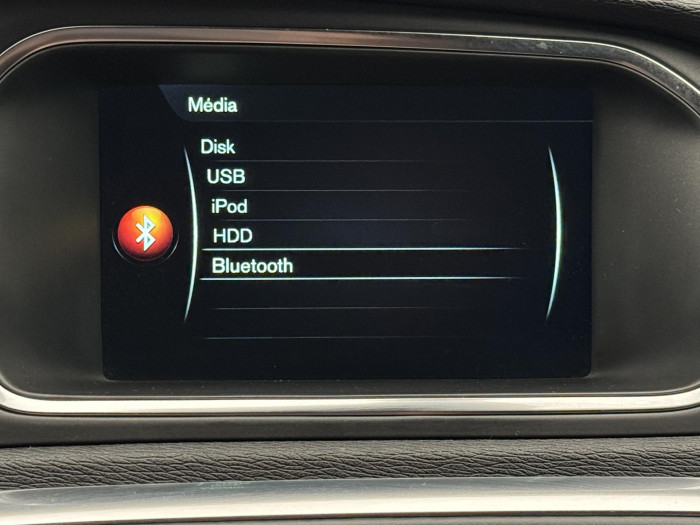 Média
Disk
USB
iPod
HDD
Bluetooth